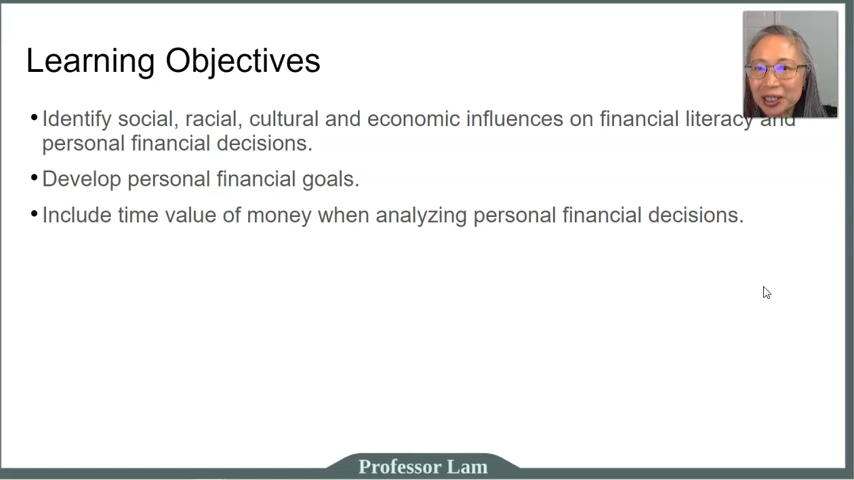 Learning Objectives
•Identify social, racial, cultural and economic influences on financial literacy and
personal financial decisions.
•Develop personal financial goals.
•Include time value of money when analyzing personal financial decisions.
Professor Lam